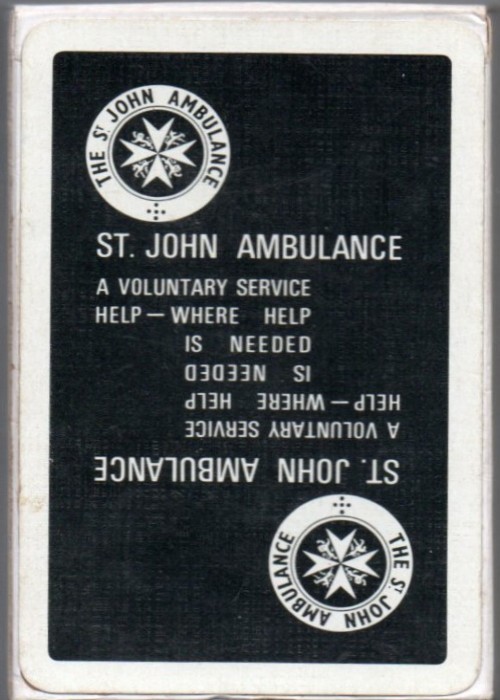 THE St JOHN AMBULANCE
ST. JOHN AMBULANCE
A VOLUNTARY SERVICE
HELP — WHERE HELP
IS NEEDED
IS NEEDED
HELP — WHERE HELP
A VOLUNTARY SERVICE
ST. JOHN AMBULANCE
THE St JOHN AMBULANCE